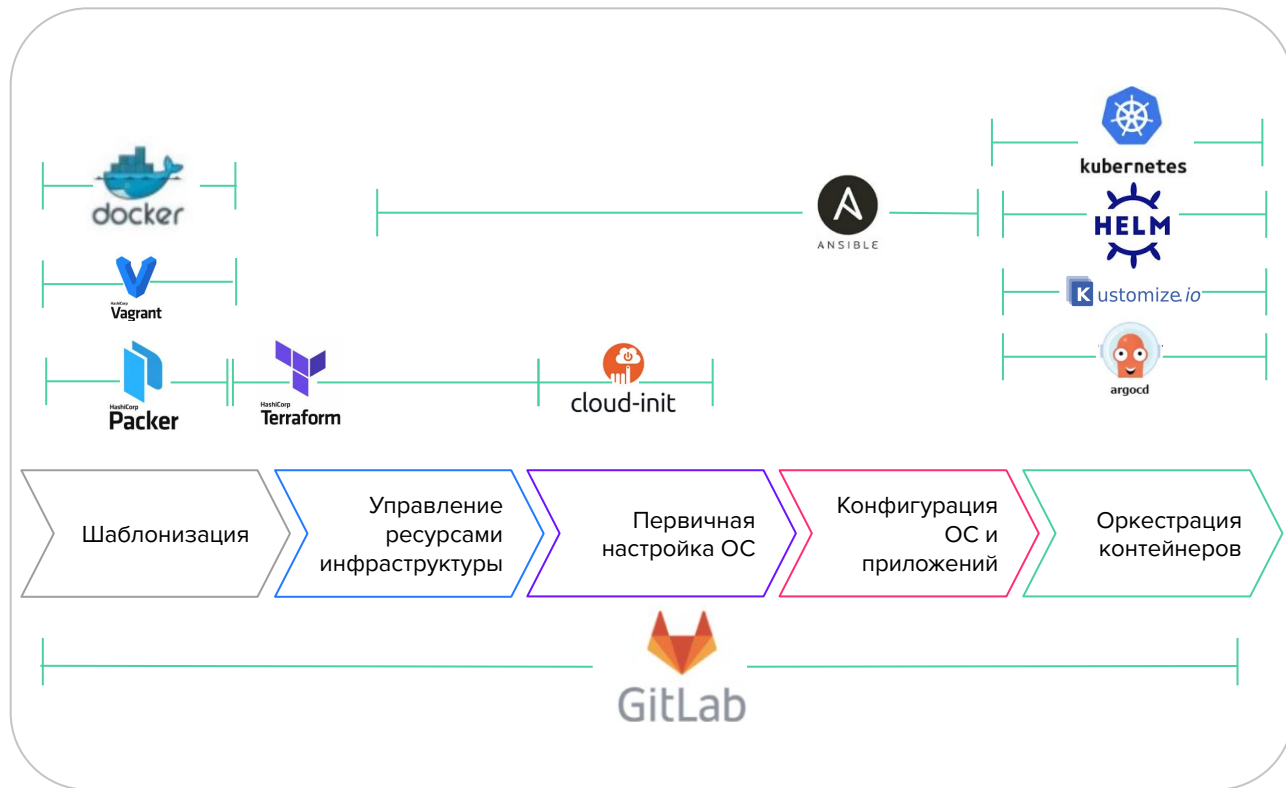 docker
HashiCorp
Vagrant
HashiCorp
Packer
HashiCorp
Terraform
cloud-init
ANSIBLE
kubernetes
HELM
Kustomize.io
argocd
Шаблонизация
Управление
ресурсами
инфраструктуры
Первичная
настройка ОС
Конфигурация
ОС и
приложений
Оркестрация
контейнеров
GitLab